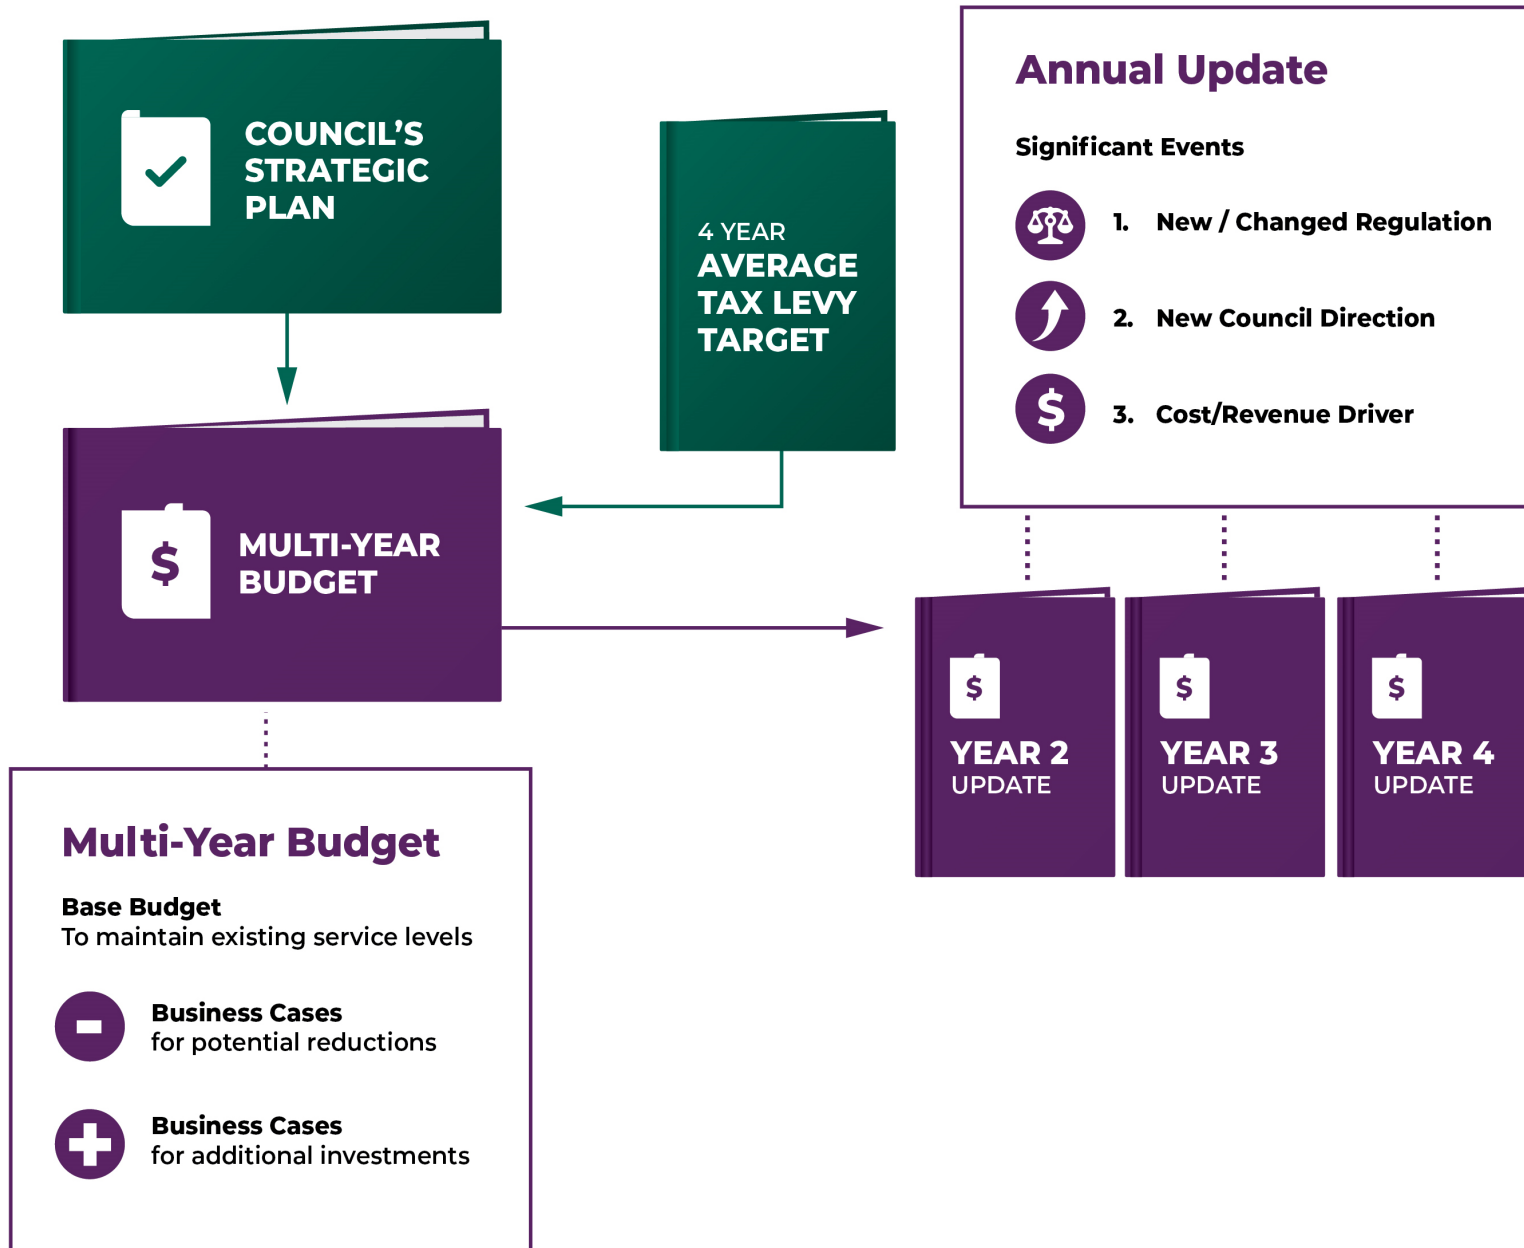 COUNCIL'S
STRATEGIC
PLAN
4 YEAR
AVERAGE
TAX LEVY
TARGET
Annual Update
Significant Events
1. New / Changed Regulation
2. New Council Direction
$ 3. Cost/Revenue Driver
$ MULTI-YEAR
BUDGET
$
YEAR 2
UPDATE
$
YEAR 3
UPDATE
$
YEAR 4
UPDATE
Multi-Year Budget
Base Budget
To maintain existing service levels
Business Cases
for potential reductions
Business Cases
for additional investments